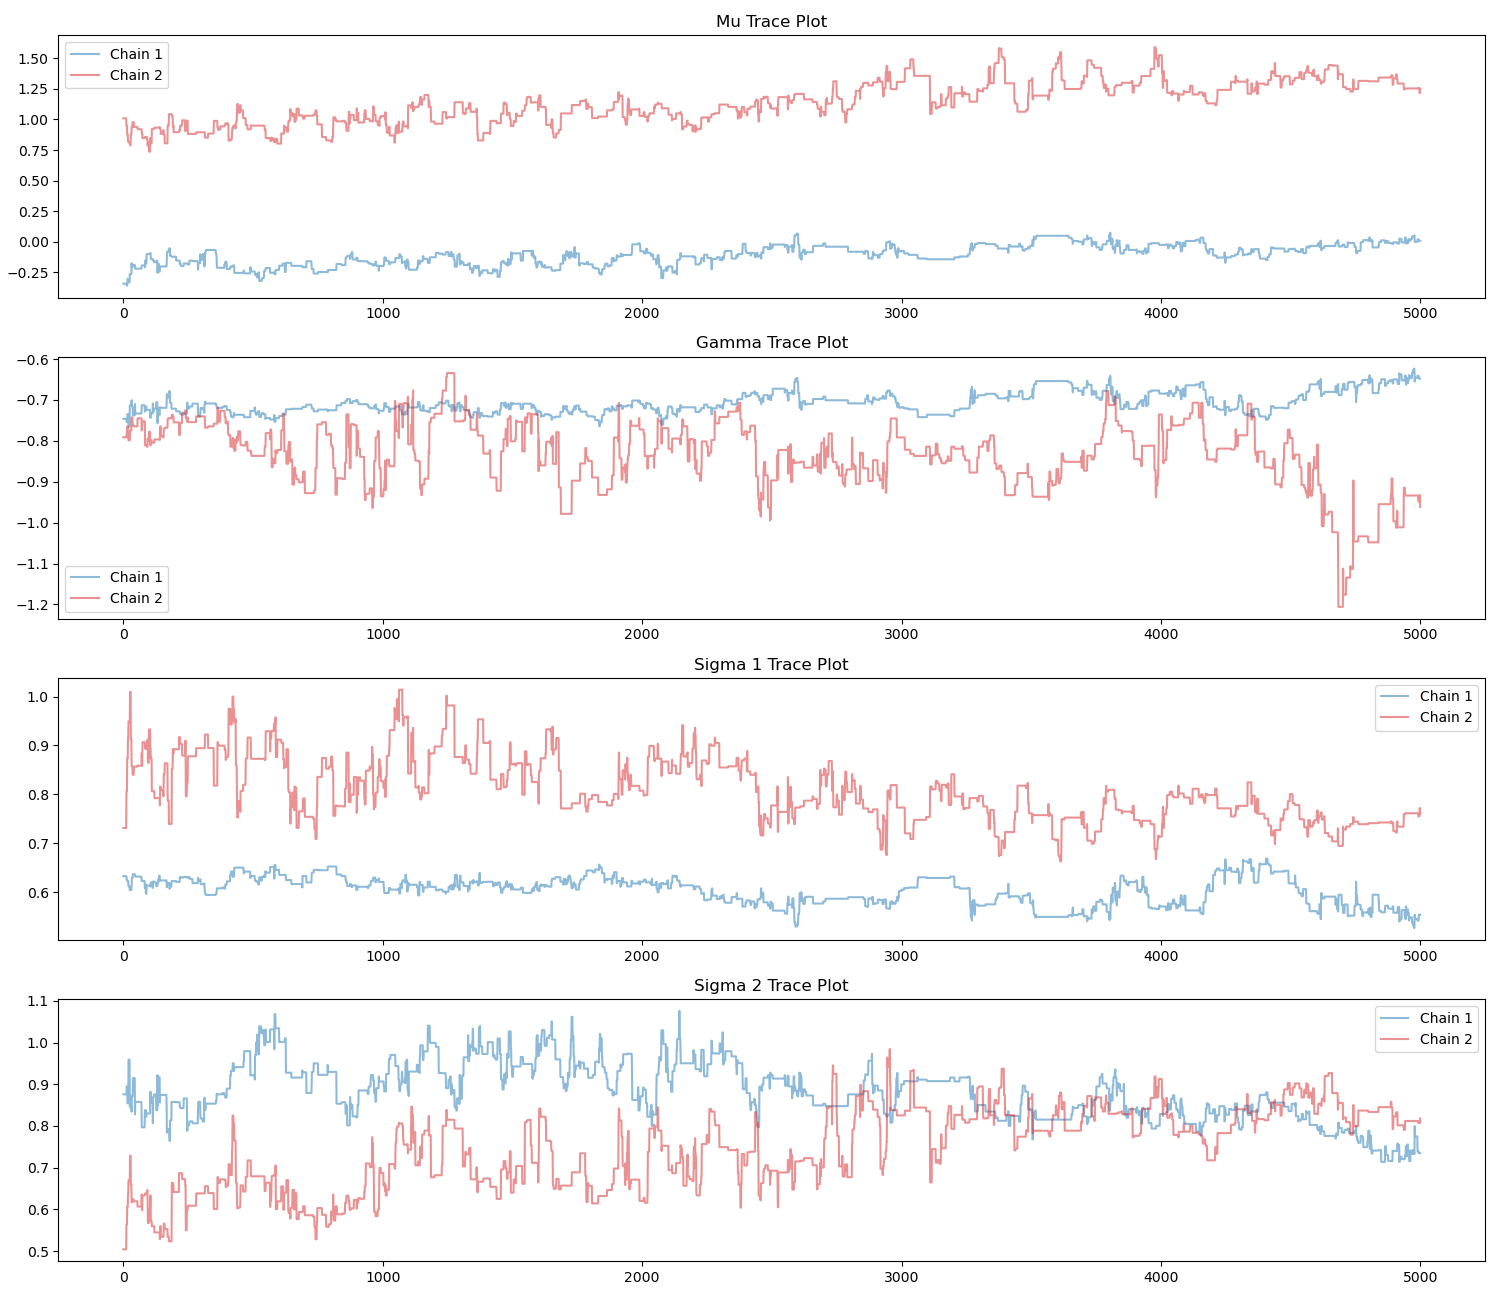 Mu Trace Plot
Chain 1
Chain 2
1.50
1.25
1.00
0.75
0.50
0.25
0.00
−0.25
0 1000 2000 3000 4000 5000
Gamma Trace Plot
−0.6
−0.7
−0.8
−0.9
−1.0
−1.1
−1.2
Chain 1
Chain 2
0 1000 2000 3000 4000 5000
Sigma 1 Trace Plot
Chain 1
Chain 2
1.0
0.9
0.8
0.7
0.6
0 1000 2000 3000 4000 5000
Sigma 2 Trace Plot
Chain 1
Chain 2
1.1
1.0
0.9
0.8
0.7
0.6
0.5
0 1000 2000 3000 4000 5000